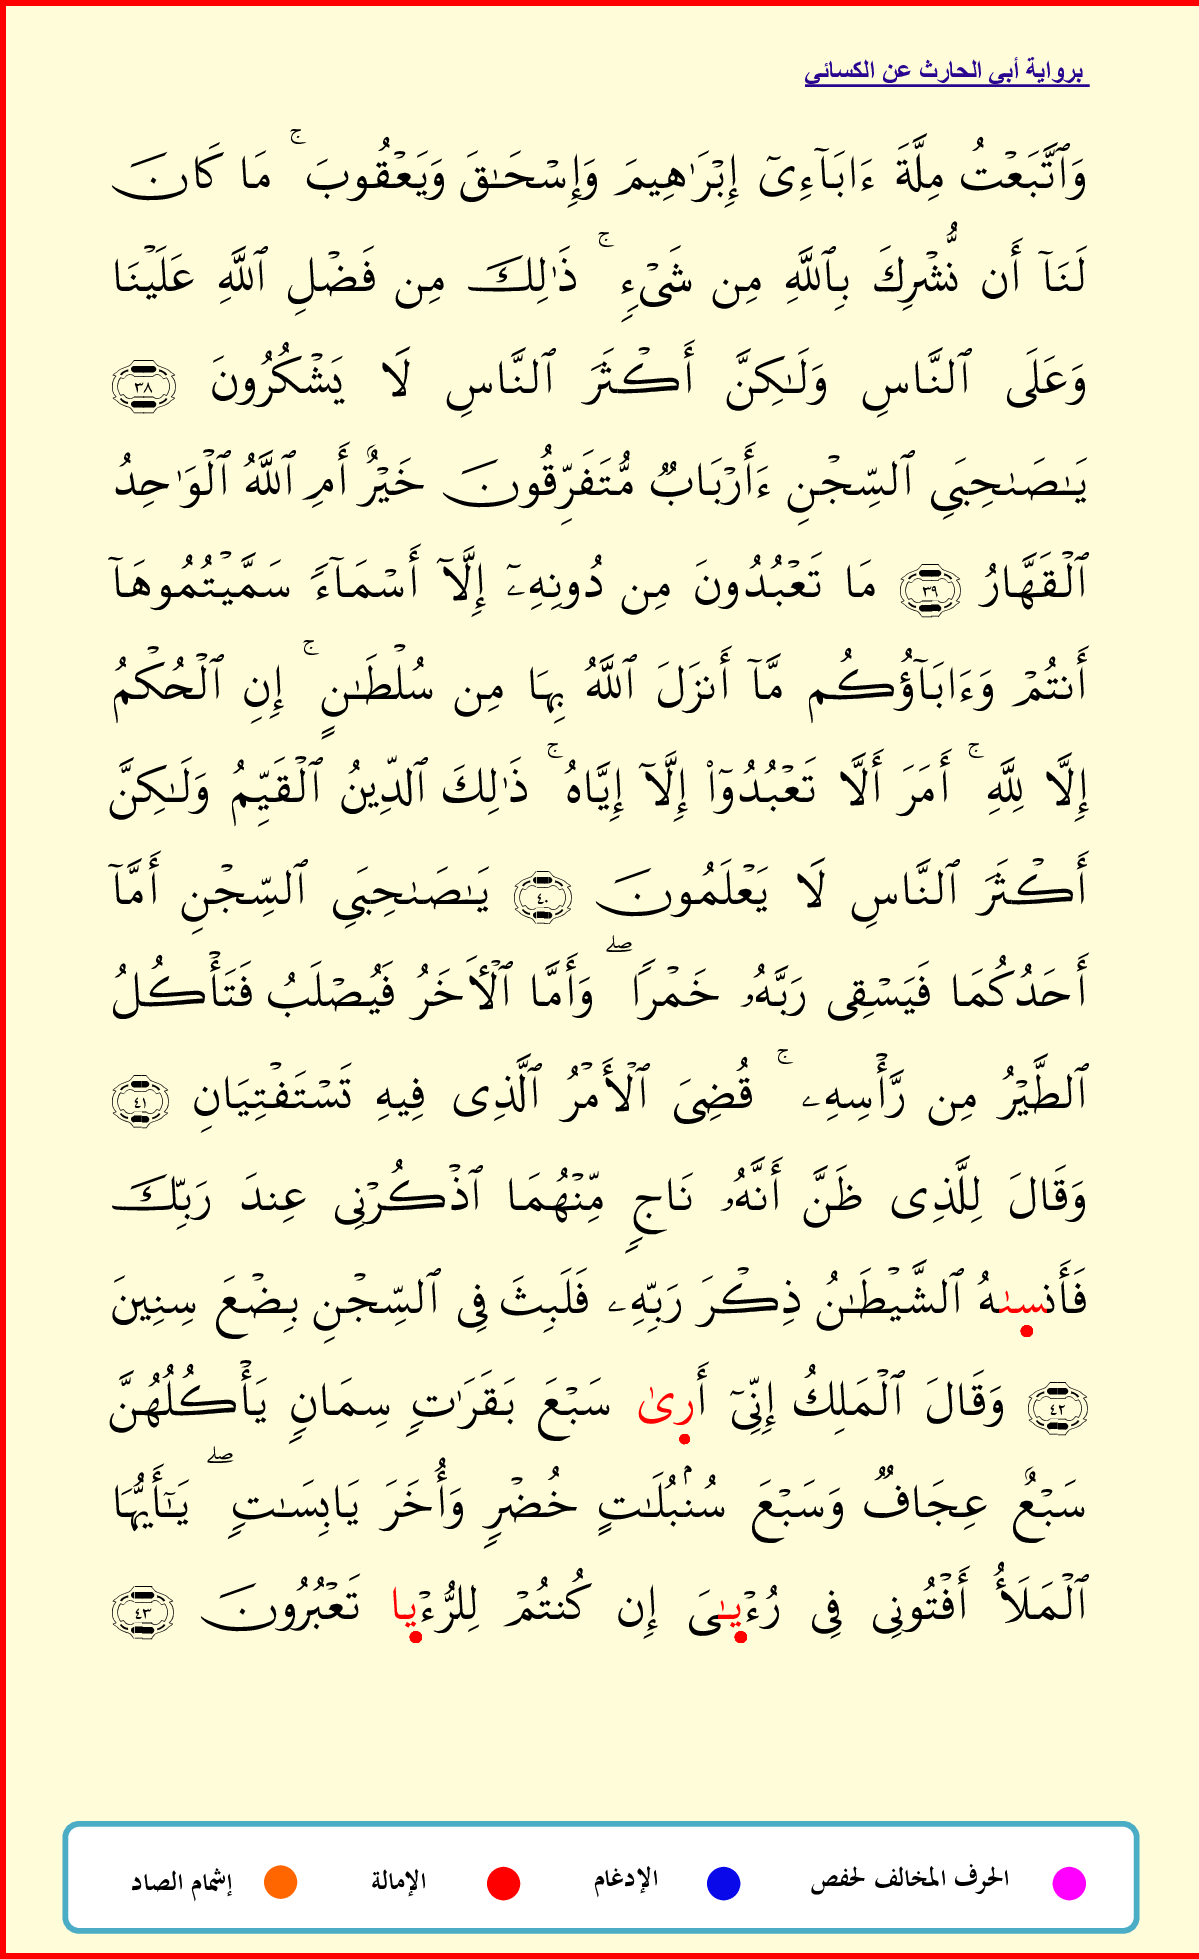 برواية أبي الحارث عن الكسائي
وَٱتَّبَعۡتُ مِلَّةَ ءَابَآءِىٓ إِبۡرَٰهِيمَ وَإِسۡحَٰقَ وَيَعۡقُوبَ ۚ مَا كَانَ
لَنَآ أَن نُّشۡرِكَ بِٱللَّهِ مِن شَىۡءٍ ۚ ذَٰلِكَ مِن فَضۡلِ ٱللَّهِ عَلَيۡنَا
وَعَلَى ٱلنَّاسِ وَلَٰكِنَّ أَكۡثَرَ ٱلنَّاسِ لَا يَشۡكُرُونَ ٣٨
يَٰصَٰحِبَىِ ٱلسِّجۡنِ ءَأَرۡبَابٌ مُّتَفَرِّقُونَ خَيۡرٌ أَمِ ٱللَّهُ ٱلۡوَٰحِدُ
ٱلۡقَهَّارُ ٣٩ مَا تَعۡبُدُونَ مِن دُونِهِۦٓ إِلَّآ أَسۡمَآءً سَمَّيۡتُمُوهَآ
أَنتُمۡ وَءَابَآؤُكُم مَّآ أَنزَلَ ٱللَّهُ بِهَا مِن سُلۡطَٰنٍ ۚ إِنِ ٱلۡحُكۡمُ
إِلَّا لِلَّهِ ۚ أَمَرَ أَلَّا تَعۡبُدُوٓاْ إِلَّآ إِيَّاهُ ۚ ذَٰلِكَ ٱلدِّينُ ٱلۡقَيِّمُ وَلَٰكِنَّ
أَكۡثَرَ ٱلنَّاسِ لَا يَعۡلَمُونَ ٤٠ يَٰصَٰحِبَىِ ٱلسِّجۡنِ أَمَّآ
أَحَدُكُمَا فَيَسۡقِى رَبَّهُۥ خَمۡرًا ۖ وَأَمَّا ٱلۡأٓخَرُ فَيُصۡلَبُ فَتَأۡكُلُ
ٱلطَّيۡرُ مِن رَّأۡسِهِۦ ۚ قُضِىَ ٱلۡأَمۡرُ ٱلَّذِى فِيهِ تَسۡتَفۡتِيَانِ ٤١
وَقَالَ لِلَّذِى ظَنَّ أَنَّهُۥ نَاجٍ مِّنۡهُمَا ٱذۡكُرۡنِى عِندَ رَبِّكَ
فَأَنسىٰهُ ٱلشَّيۡطَٰنُ ذِكۡرَ رَبِّهِۦ فَلَبِثَ فِى ٱلسِّجۡنِ بِضۡعَ سِنِينَ
٤٢ وَقَالَ ٱلۡمَلِكُ إِنِّىٓ أَرىٰ سَبۡعَ بَقَرَٰتٍ سِمَانٍ يَأۡكُلُهُنَّ
سَبۡعٌ عِجَافٌ وَسَبۡعَ سُنۢبُلَٰتٍ خُضۡرٍ وَأُخَرَ يَابِسَٰتٍ ۖ يَٰٓأَيُّهَا
ٱلۡمَلَأُ أَفۡتُونِى فِى رُءۡيٰىَ إِن كُنتُمۡ لِلرُّءۡيا تَعۡبُرُونَ ٤٣
الحرف المخالف لحفص الإدغام الإمالة إشمام الصاد